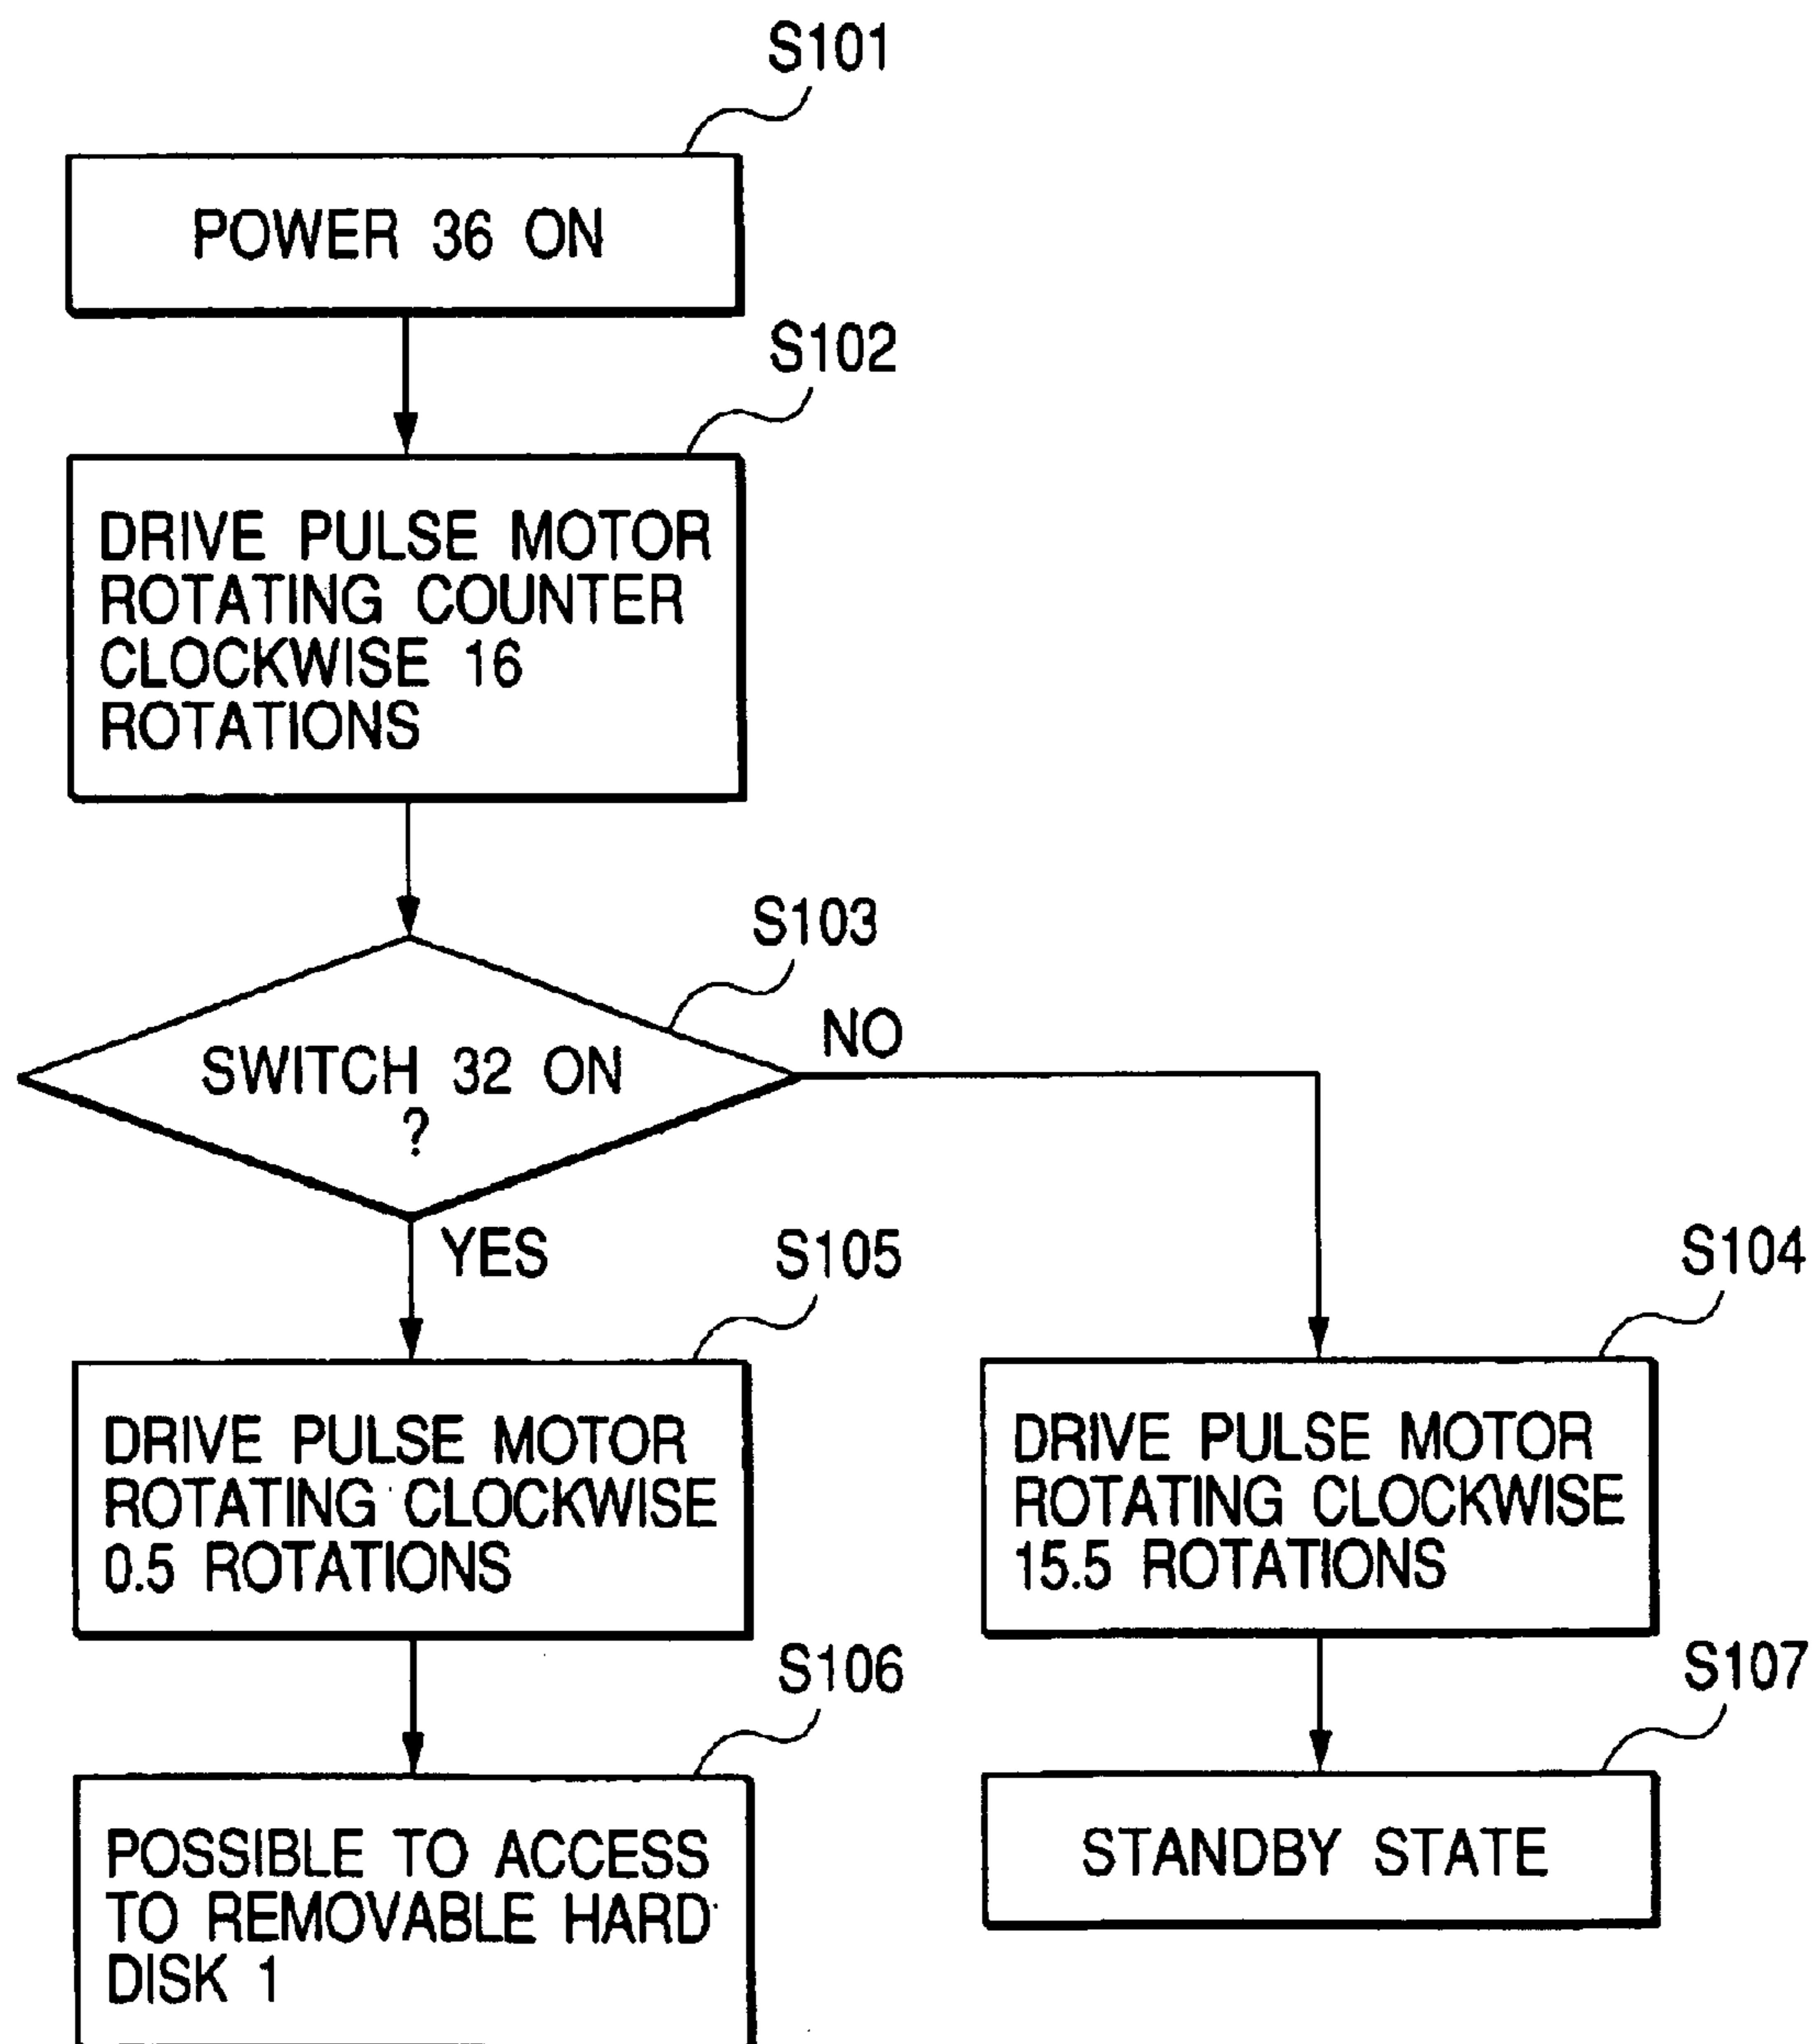 S101
POWER 36 ON
S102
DRIVE PULSE MOTOR
ROTATING COUNTER
CLOCKWISE 16
ROTATIONS
S103
SWITCH 32 ON
?
NO
YES
S105
DRIVE PULSE MOTOR
ROTATING CLOCKWISE
0.5 ROTATIONS
S104
DRIVE PULSE MOTOR
ROTATING CLOCKWISE
15.5 ROTATIONS
S106
POSSIBLE TO ACCESS
TO REMOVABLE HARD
DISK 1
S107
STANDBY STATE